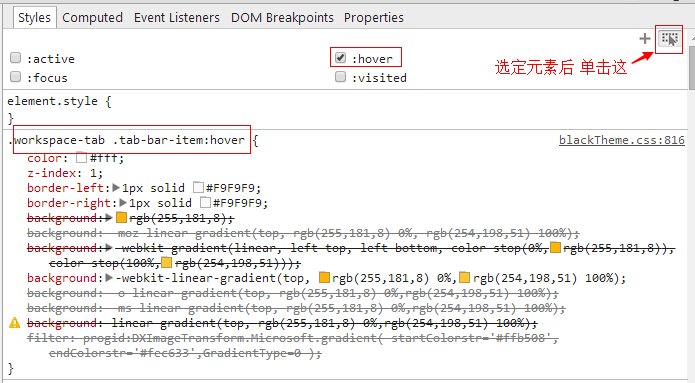 Styles Computed Event Listeners DOM Breakpoints Properties
:active :hover
:focus :visited
选定元素后 单击这
element.style {
}
.workspace-tab .tab-bar-item:hover { blackTheme.css:816
color: #fff;
z-index: 1;
border-left: 1px solid #F9F9F9;
border-right: 1px solid #F9F9F9;
background: rgb(255,181,8);
background: -moz-linear-gradient(top, rgb(255,181,8) 0%, rgb(254,198,51) 100%);
background: -webkit-gradient(linear, left top, left bottom, color-stop(0%,rgb(255,181,8)),
color-stop(100%,rgb(254,198,51)));
background: -webkit-linear-gradient(top, rgb(255,181,8) 0%,rgb(254,198,51) 100%);
background: -o-linear-gradient(top, rgb(255,181,8) 0%,rgb(254,198,51) 100%);
background: -ms-linear-gradient(top, rgb(255,181,8) 0%,rgb(254,198,51) 100%);
background: linear-gradient(top, rgb(255,181,8) 0%,rgb(254,198,51) 100%);
filter: progid:DXImageTransform.Microsoft.gradient( startColorstr='#ffb508',
endColorstr='#fec633',GradientType=0 );
}